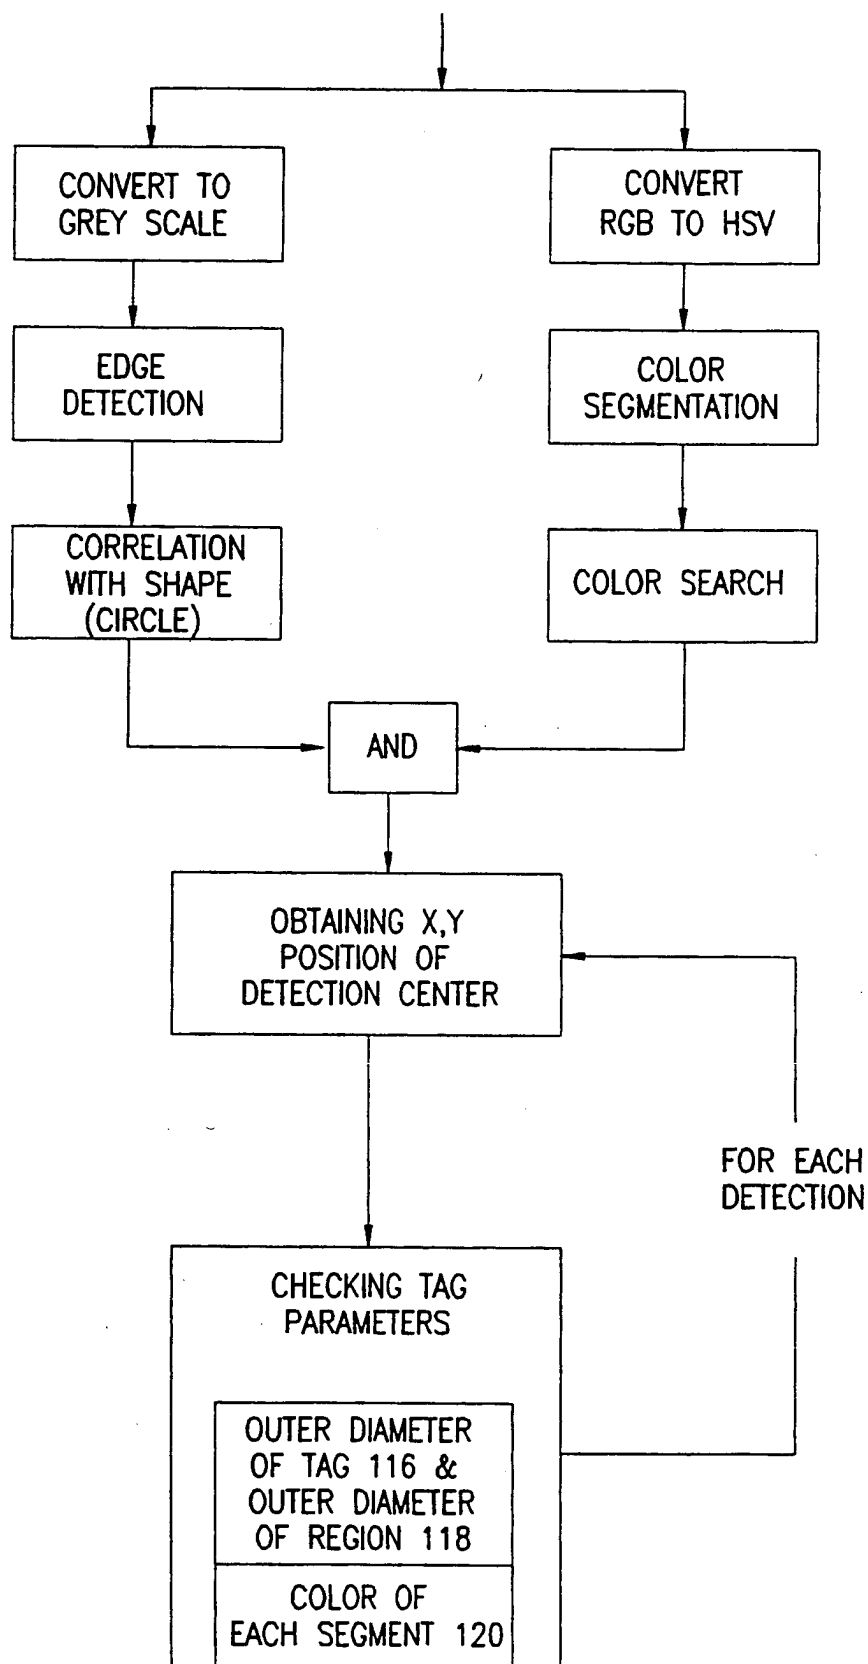 CONVERT TO
GREY SCALE
CONVERT
RGB TO HSV
EDGE
DETECTION
COLOR
SEGMENTATION
CORRELATION
WITH SHAPE
(CIRCLE)
COLOR SEARCH
AND
OBTAINING X,Y
POSITION OF
DETECTION CENTER
FOR EACH
DETECTION
CHECKING TAG
PARAMETERS
OUTER DIAMETER
OF TAG 116 &
OUTER DIAMETER
OF REGION 118
COLOR OF
EACH SEGMENT 120